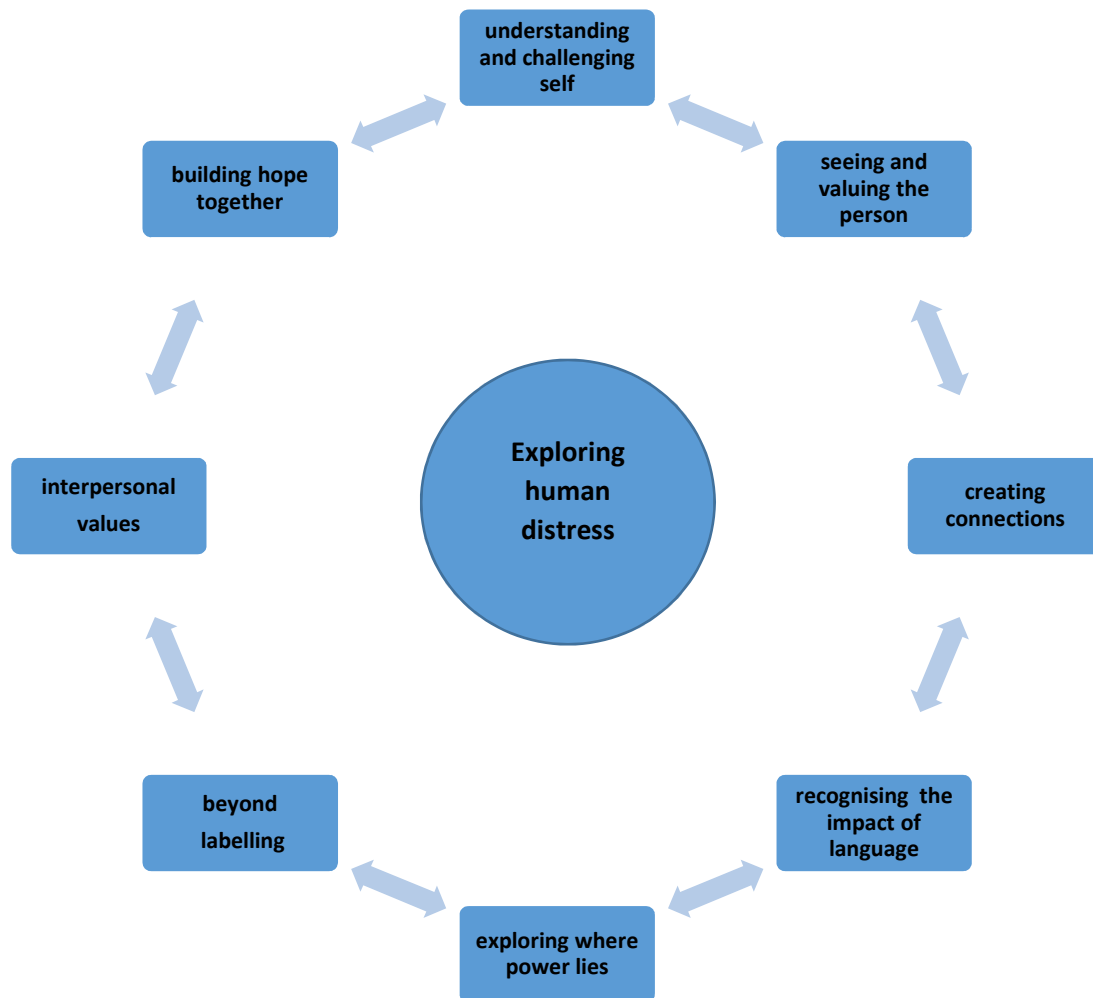 understanding
and challenging
self
seeing and
valuing the
person
creating
connections
recognising the
impact of
language
exploring where
power lies
beyond
labelling
interpersonal
values
building hope
together
Exploring
human
distress